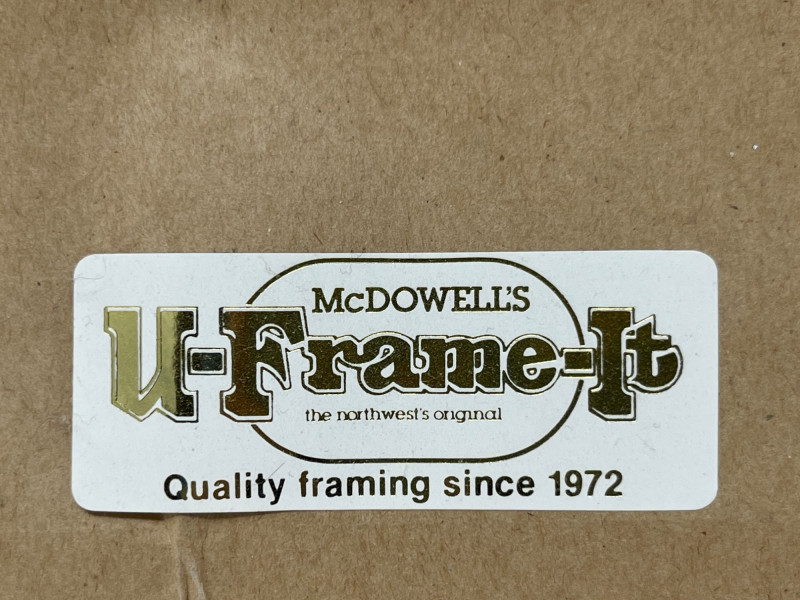 McDOWELL'S
U-Frame-It
the northwest's original
Quality framing since 1972